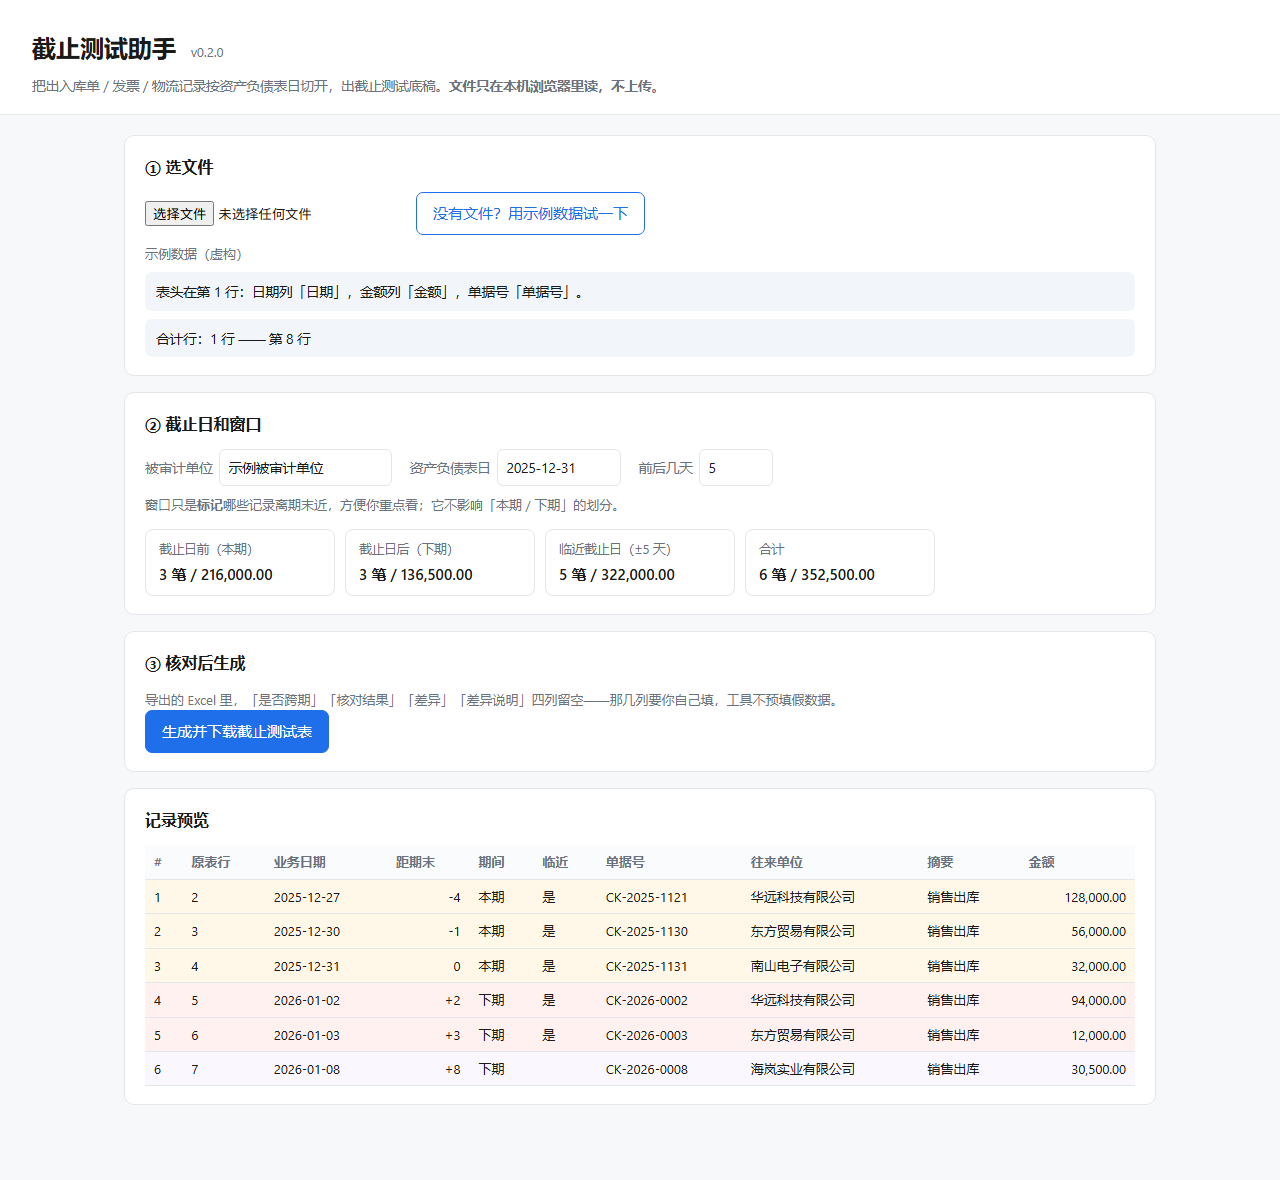 截止测试助手 v0.2.0
把出入库单 / 发票 / 物流记录按资产负债表日切开，出截止测试底稿。文件只在本机浏览器里读，不上传。
① 选文件
选择文件 未选择任何文件 没有文件？用示例数据试一下
示例数据（虚构）
表头在第 1 行：日期列「日期」，金额列「金额」，单据号「单据号」。
合计行：1 行 —— 第 8 行
② 截止日和窗口
被审计单位 示例被审计单位 资产负债表日 2025-12-31 前后几天 5
窗口只是标记哪些记录离期末近，方便你重点看；它不影响「本期 / 下期」的划分。
截止日前（本期） 截止日后（下期） 临近截止日（±5 天） 合计
3 笔 / 216,000.00 3 笔 / 136,500.00 5 笔 / 322,000.00 6 笔 / 352,500.00
③ 核对后生成
导出的 Excel 里，「是否跨期」「核对结果」「差异」「差异说明」四列留空——那几列要你自己填，工具不预填假数据。
生成并下载截止测试表
记录预览
# 原表行 业务日期 距期末 期间 临近 单据号 往来单位 摘要 金额
1 2 2025-12-27 -4 本期 是 CK-2025-1121 华远科技有限公司 销售出库 128,000.00
2 3 2025-12-30 -1 本期 是 CK-2025-1130 东方贸易有限公司 销售出库 56,000.00
3 4 2025-12-31 0 本期 是 CK-2025-1131 南山电子有限公司 销售出库 32,000.00
4 5 2026-01-02 +2 下期 是 CK-2026-0002 华远科技有限公司 销售出库 94,000.00
5 6 2026-01-03 +3 下期 是 CK-2026-0003 东方贸易有限公司 销售出库 12,000.00
6 7 2026-01-08 +8 下期 CK-2026-0008 海岚实业有限公司 销售出库 30,500.00